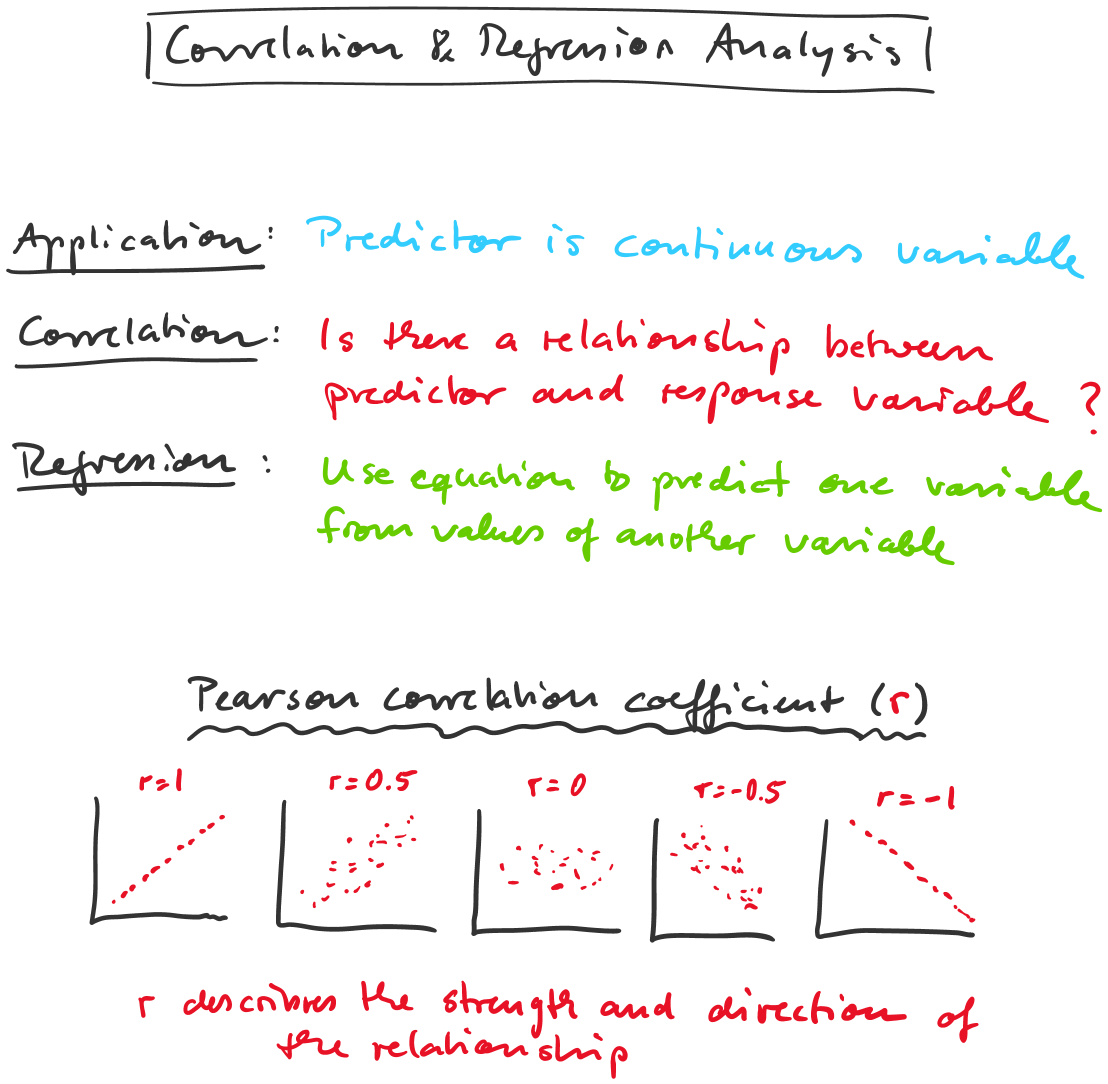 Correlation & Regression Analysis
Application: Predictor is continuous variable
Correlation: Is there a relationship between
predictor and response variable ?
Regression : Use equation to predict one variable
from values of another variable
Pearson correlation coefficient (r)
r=1 r=0.5 r=0 r=-0.5 r=-1
r describes the strength and direction of
the relationship